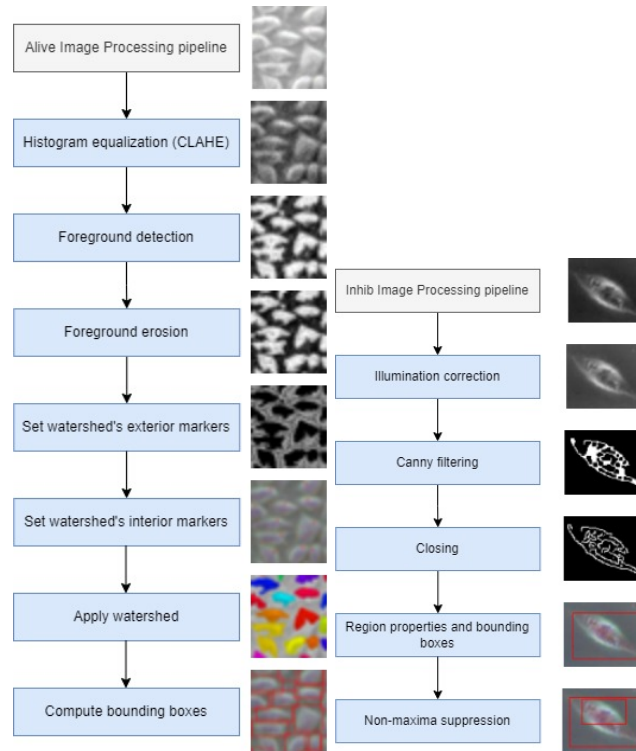 Alive Image Processing pipeline
Histogram equalization (CLAHE)
Foreground detection
Foreground erosion
Set watershed's exterior markers
Set watershed's interior markers
Apply watershed
Compute bounding boxes
Inhib Image Processing pipeline
Illumination correction
Canny filtering
Closing
Region properties and bounding
boxes
Non-maxima suppression